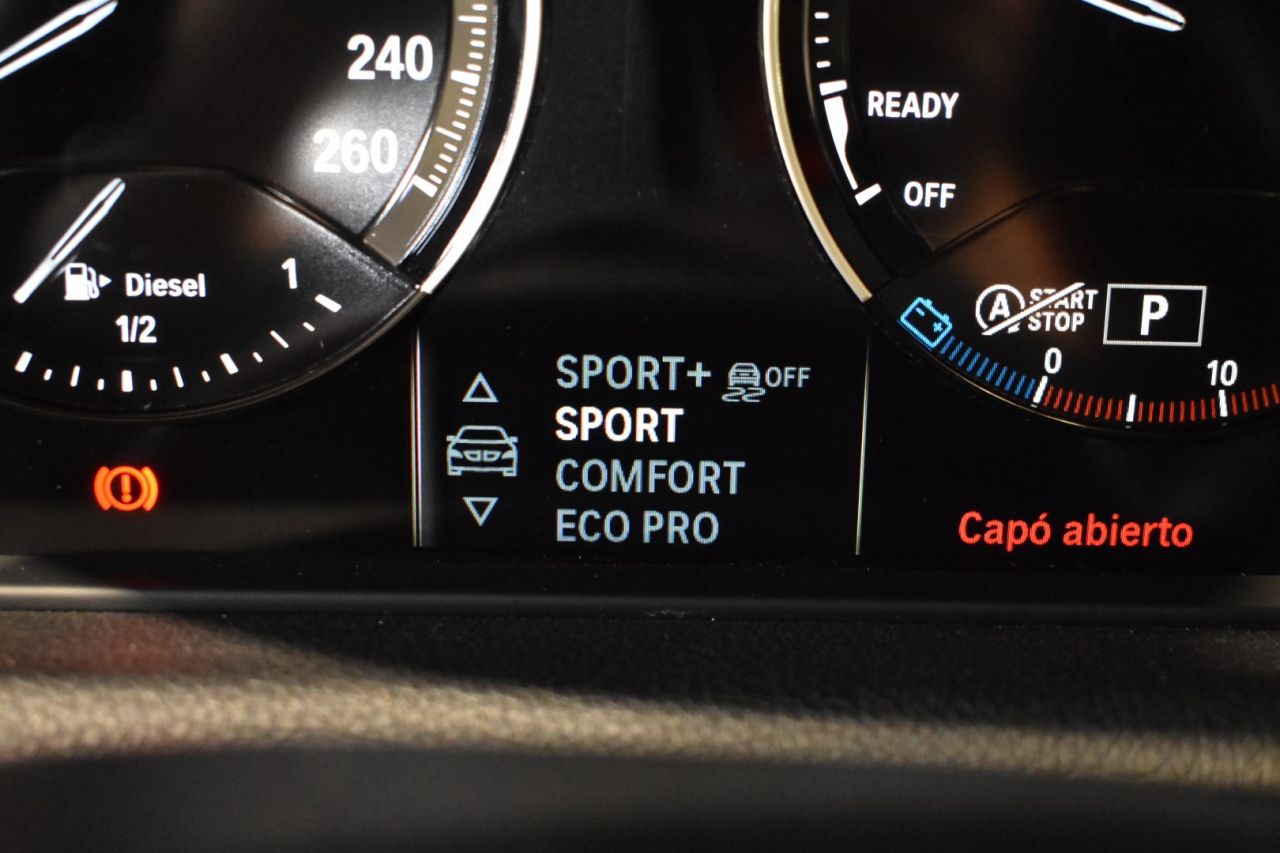 240
260
READY
OFF
Diesel
1
1/2
A START
STOP
P
0
10
SPORT+ OFF
SPORT
COMFORT
ECO PRO
Capó abierto